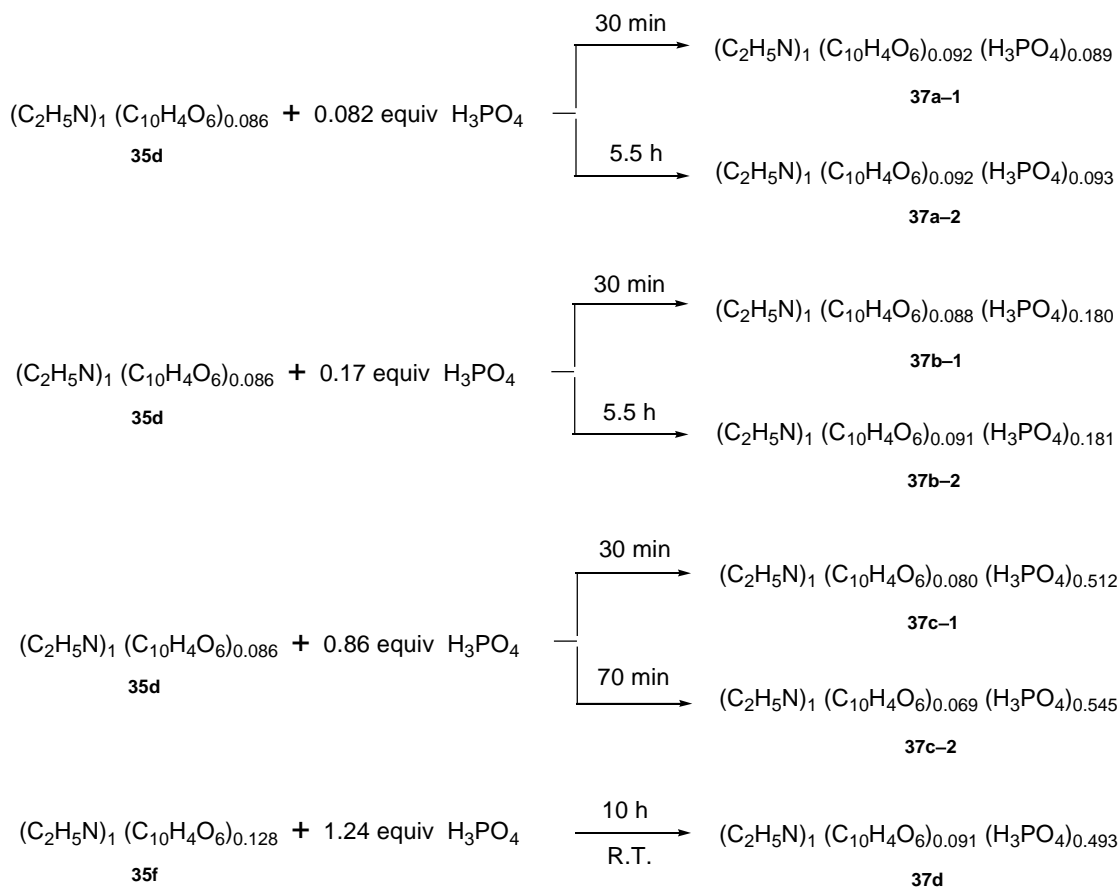 30 min
(C₂H₅N)₁ (C₁₀H₄O₆)₀.₀₉₂ (H₃PO₄)₀.₀₈₉
37a–1
(C₂H₅N)₁ (C₁₀H₄O₆)₀.₀₈₆ + 0.082 equiv H₃PO₄
35d
5.5 h
(C₂H₅N)₁ (C₁₀H₄O₆)₀.₀₉₂ (H₃PO₄)₀.₀₉₃
37a–2
30 min
(C₂H₅N)₁ (C₁₀H₄O₆)₀.₀₈₈ (H₃PO₄)₀.₁₈₀
37b–1
(C₂H₅N)₁ (C₁₀H₄O₆)₀.₀₈₆ + 0.17 equiv H₃PO₄
35d
5.5 h
(C₂H₅N)₁ (C₁₀H₄O₆)₀.₀₉₁ (H₃PO₄)₀.₁₈₁
37b–2
30 min
(C₂H₅N)₁ (C₁₀H₄O₆)₀.₀₈₀ (H₃PO₄)₀.₅₁₂
37c–1
(C₂H₅N)₁ (C₁₀H₄O₆)₀.₀₈₆ + 0.86 equiv H₃PO₄
35d
70 min
(C₂H₅N)₁ (C₁₀H₄O₆)₀.₀₆₉ (H₃PO₄)₀.₅₄₅
37c–2
(C₂H₅N)₁ (C₁₀H₄O₆)₀.₁₂₈ + 1.24 equiv H₃PO₄
35f
10 h
R.T.
(C₂H₅N)₁ (C₁₀H₄O₆)₀.₀₉₁ (H₃PO₄)₀.₄₉₃
37d